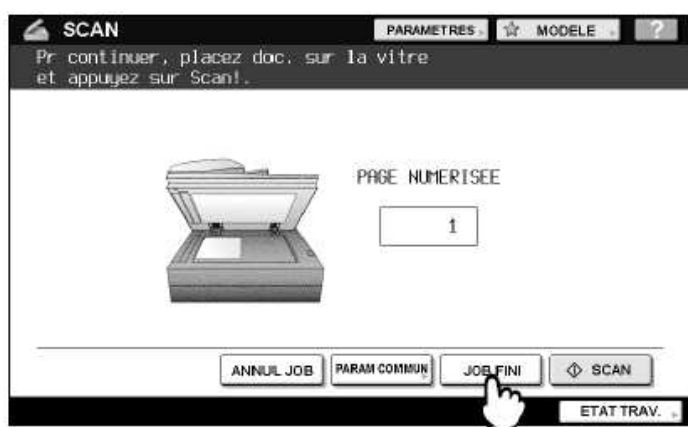 SCAN
PARAMETRES
MODELE
?
Pr continuer, placez doc. sur la vitre
et appuyez sur Scan!.
PAGE NUMERISEE
1
ANNUL JOB
PARAM COMMUN
JOB FINI
SCAN
ETAT TRAV.